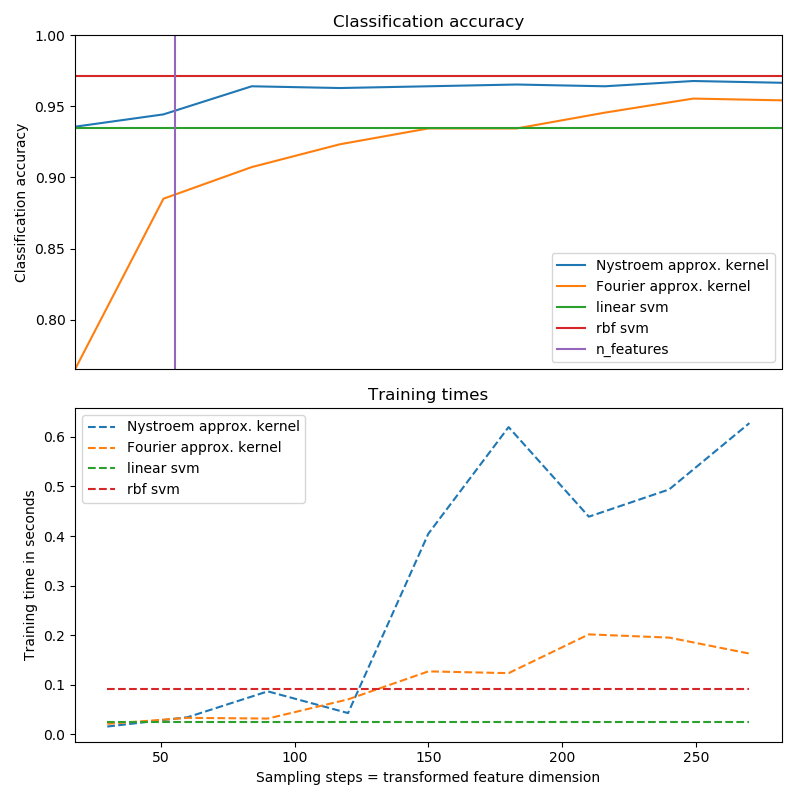 Classification accuracy
Classification accuracy
1.00
0.95
0.90
0.85
0.80
Nystroem approx. kernel
Fourier approx. kernel
linear svm
rbf svm
n_features
Training times
Training time in seconds
0.6
0.5
0.4
0.3
0.2
0.1
0.0
Nystroem approx. kernel
Fourier approx. kernel
linear svm
rbf svm
50 100 150 200 250
Sampling steps = transformed feature dimension